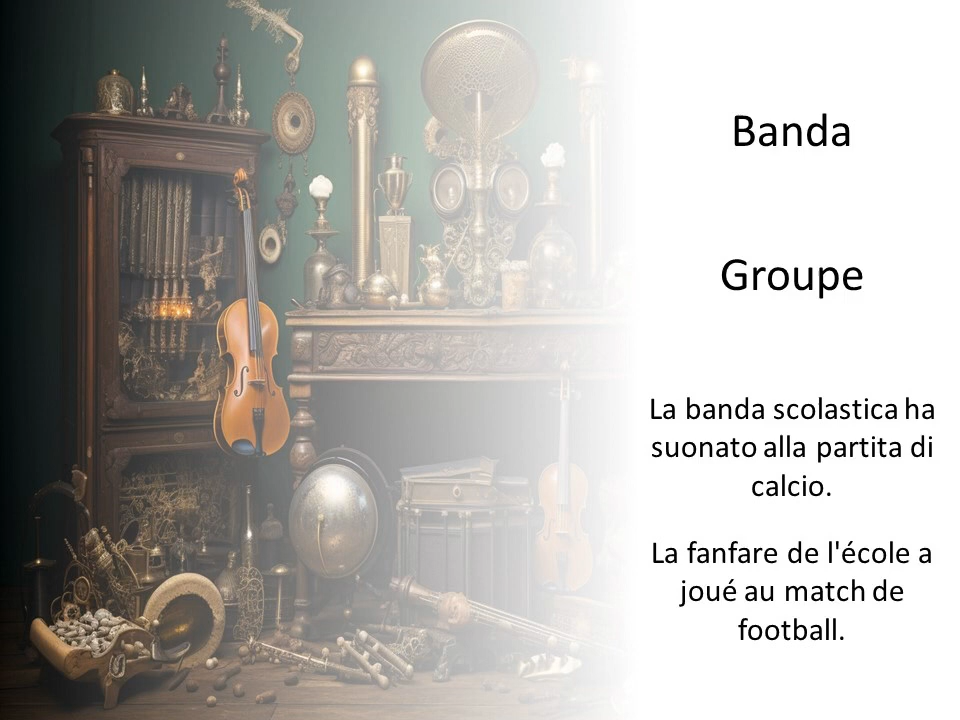 Banda
Groupe
La banda scolastica ha
suonato alla partita di
calcio.
La fanfare de l'école a
joué au match de
football.